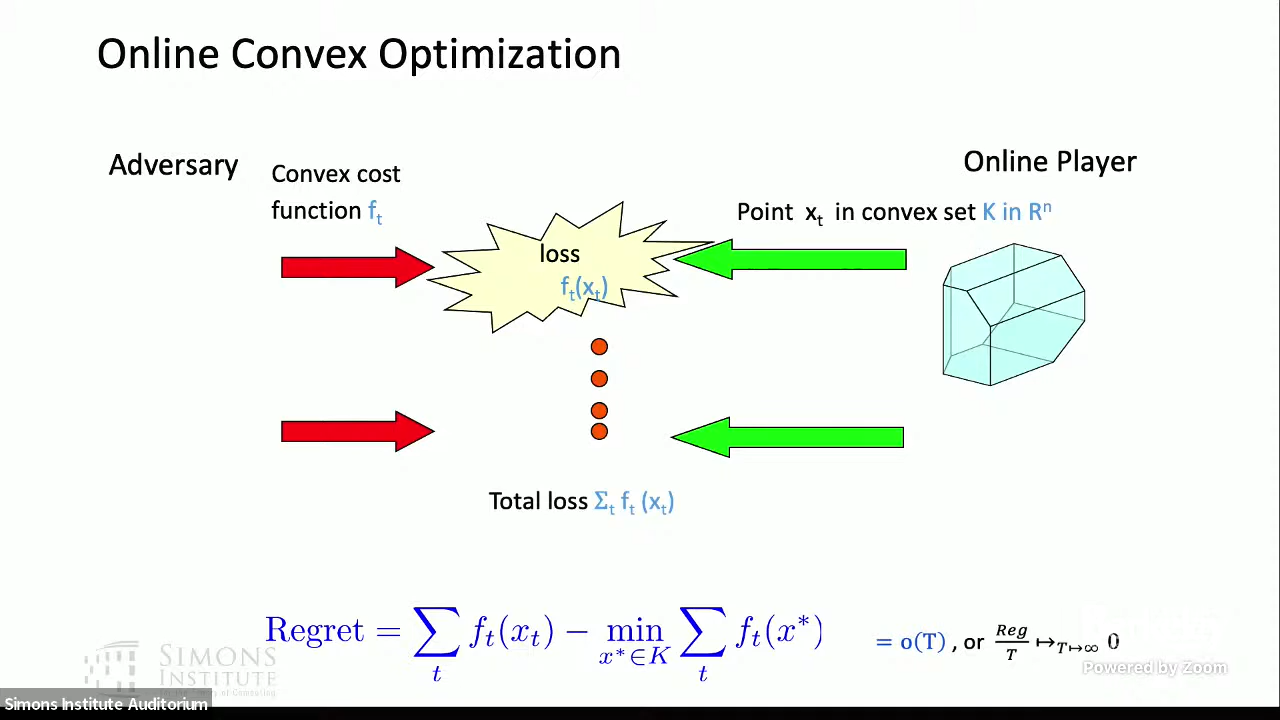 Online Convex Optimization
Adversary
Convex cost
function fₜ
Online Player
Point xₜ in convex set K in Rⁿ
loss
fₜ(xₜ)
Total loss Σₜ fₜ (xₜ)
Regret = ∑ₜ fₜ(xₜ) − min_{x*∈K} ∑ₜ fₜ(x*)
= o(T) , or Reg/T ↦_{T↦∞} 0
SIMONS
INSTITUTE
Powered by Zoom
Simons Institute Auditorium